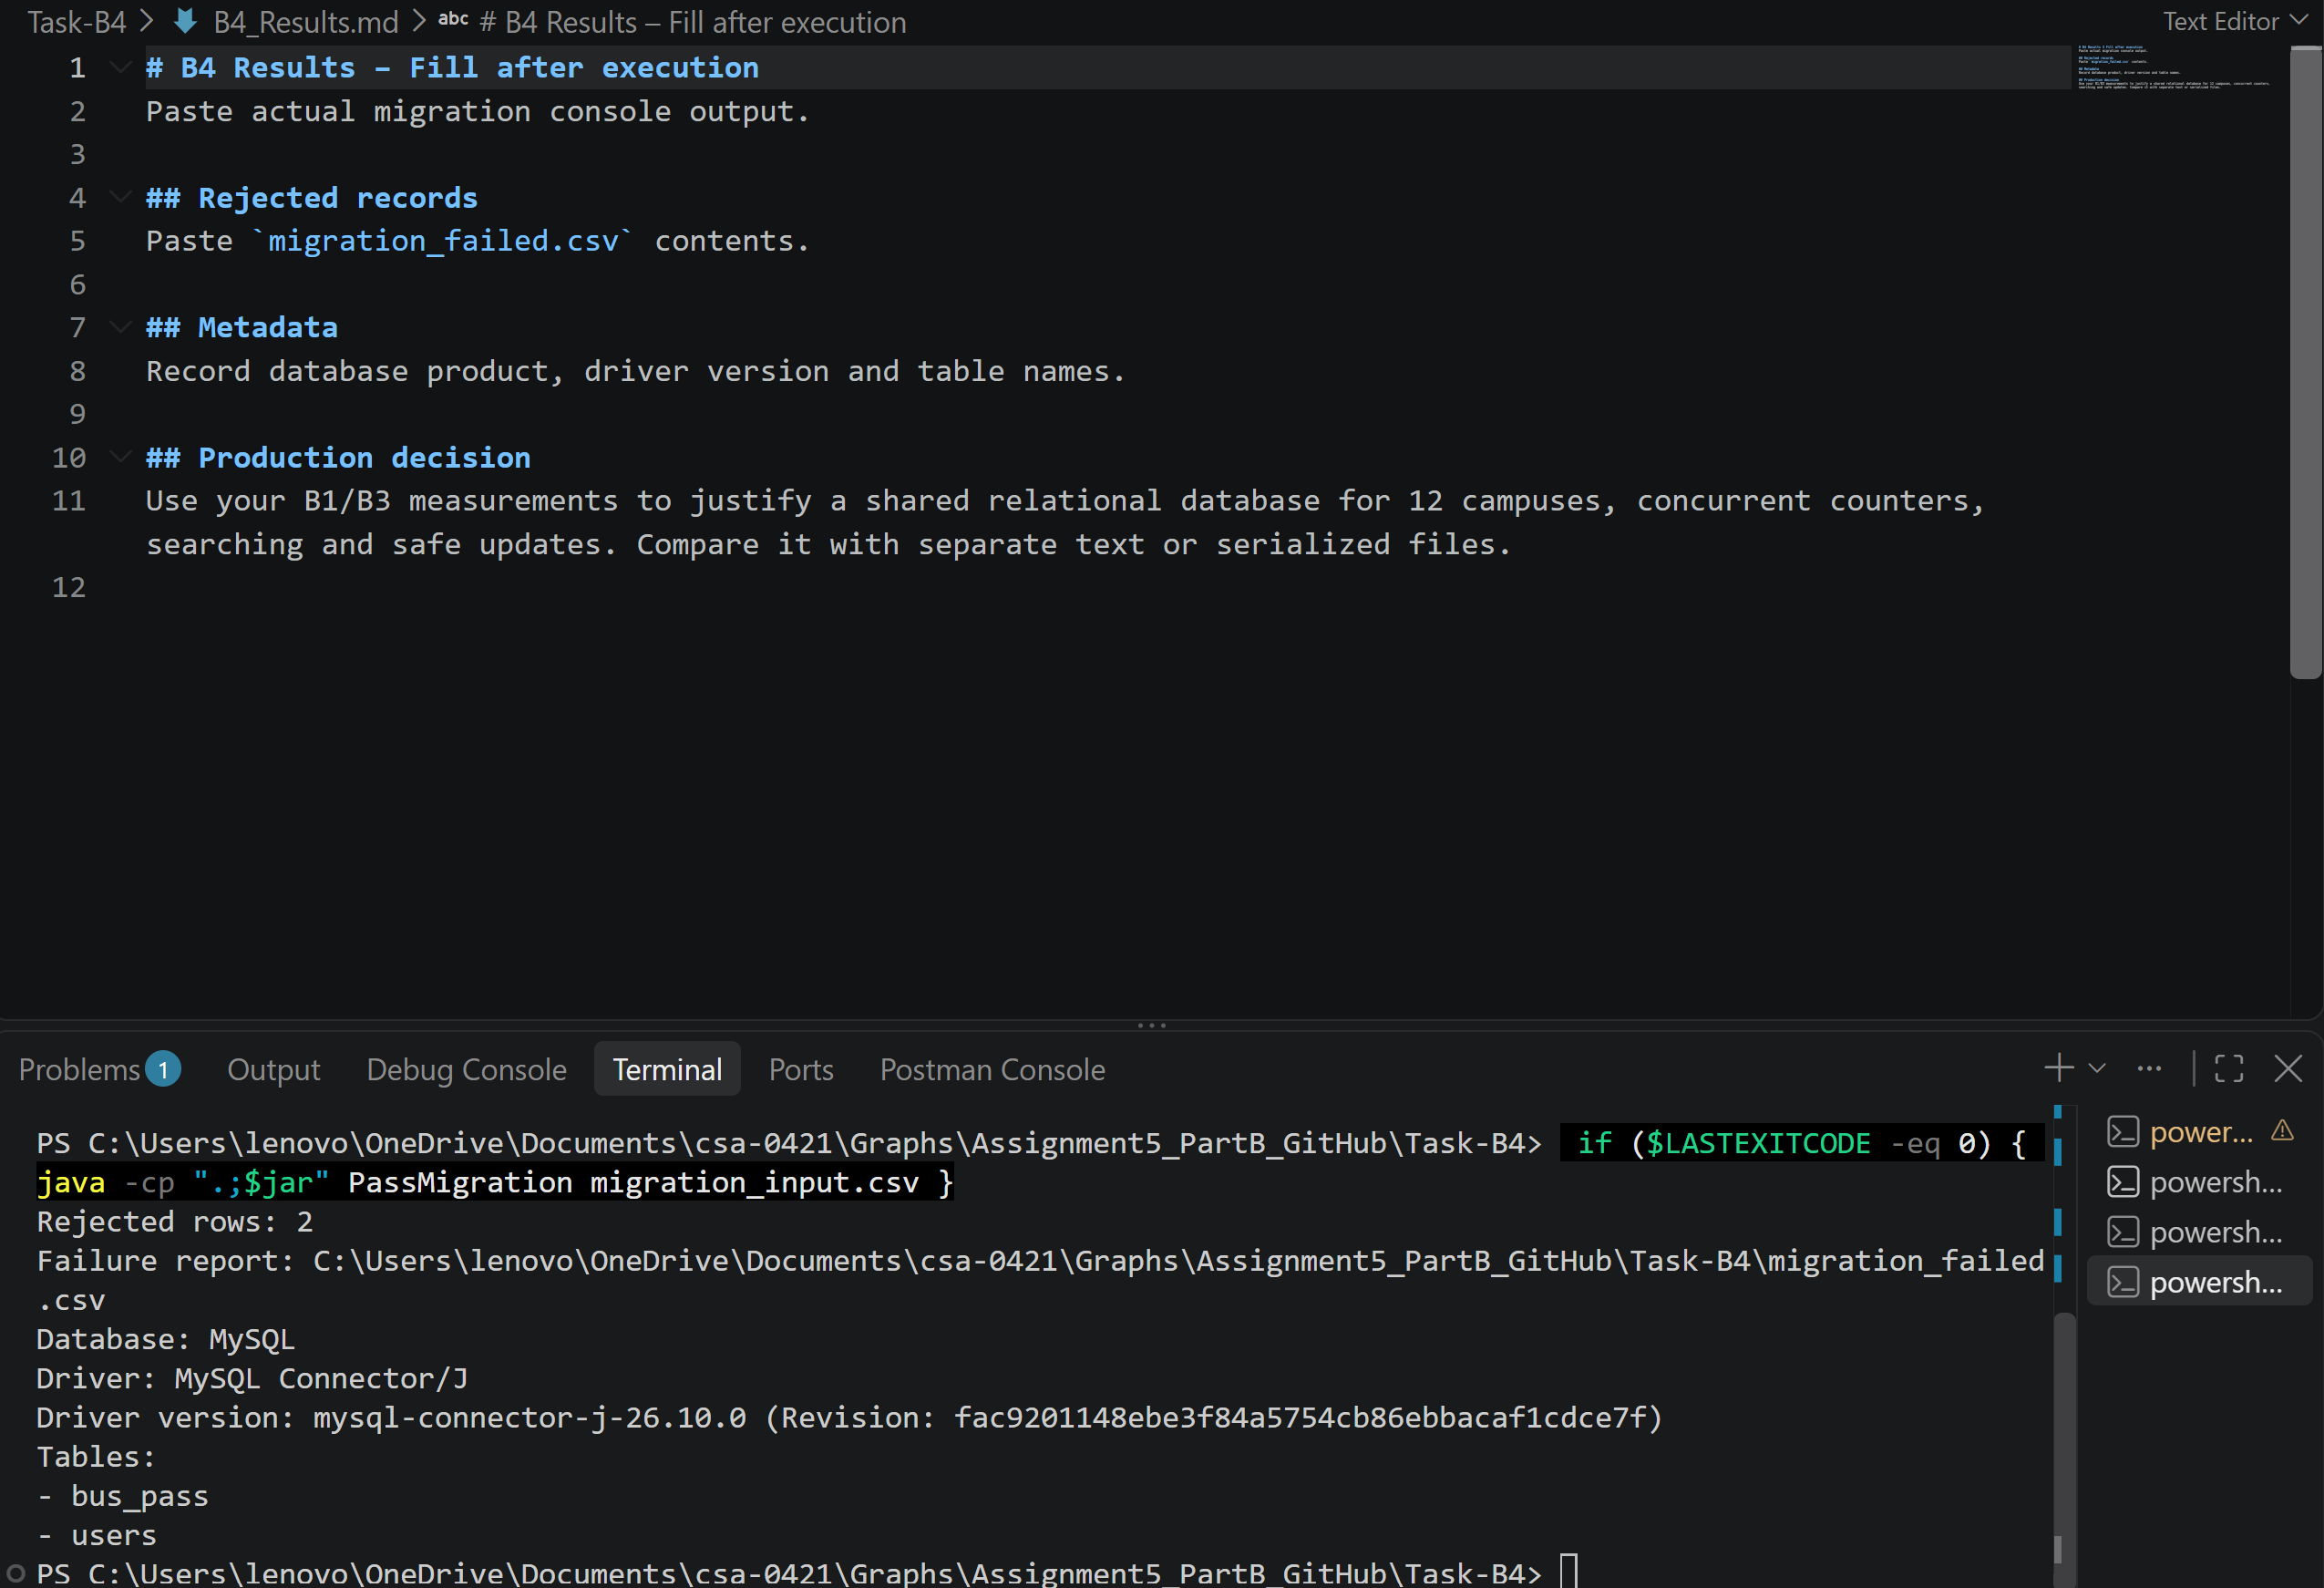 Task-B4 > B4_Results.md > abc # B4 Results – Fill after execution
Text Editor
1 # B4 Results – Fill after execution
2 Paste actual migration console output.
3
4 ## Rejected records
5 Paste `migration_failed.csv` contents.
6
7 ## Metadata
8 Record database product, driver version and table names.
9
10 ## Production decision
11 Use your B1/B3 measurements to justify a shared relational database for 12 campuses, concurrent counters,
searching and safe updates. Compare it with separate text or serialized files.
12
Problems 1 Output Debug Console Terminal Ports Postman Console
PS C:\Users\lenovo\OneDrive\Documents\csa-0421\Graphs\Assignment5_PartB_GitHub\Task-B4> if ($LASTEXITCODE -eq 0) {
java -cp ".;$jar" PassMigration migration_input.csv }
Rejected rows: 2
Failure report: C:\Users\lenovo\OneDrive\Documents\csa-0421\Graphs\Assignment5_PartB_GitHub\Task-B4\migration_failed
.csv
Database: MySQL
Driver: MySQL Connector/J
Driver version: mysql-connector-j-26.10.0 (Revision: fac9201148ebe3f84a5754cb86ebbacaf1cdce7f)
Tables:
- bus_pass
- users
PS C:\Users\lenovo\OneDrive\Documents\csa-0421\Graphs\Assignment5_PartB_GitHub\Task-B4>
power...
powersh...
powersh...
powersh...